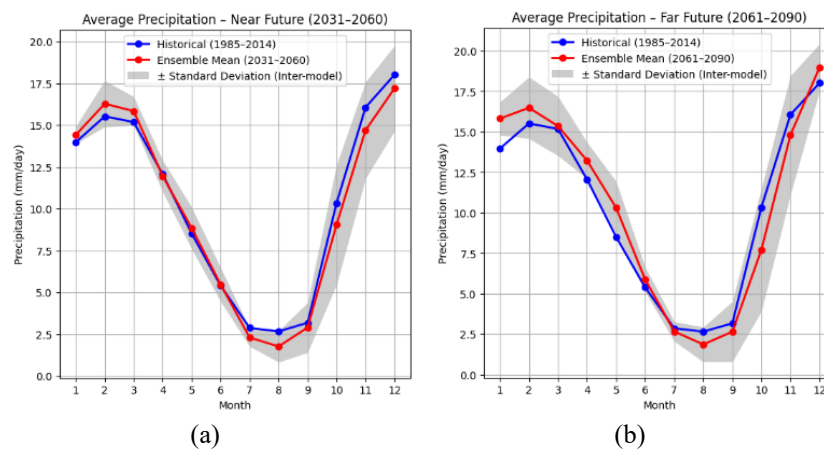 Average Precipitation – Near Future (2031–2060)
Historical (1985–2014)
Ensemble Mean (2031–2060)
± Standard Deviation (Inter-model)
Precipitation (mm/day)
20.0
17.5
15.0
12.5
10.0
7.5
5.0
2.5
0.0
1 2 3 4 5 6 7 8 9 10 11 12
Month
(a)
Average Precipitation – Far Future (2061–2090)
Historical (1985–2014)
Ensemble Mean (2061–2090)
± Standard Deviation (Inter-model)
Precipitation (mm/day)
20.0
17.5
15.0
12.5
10.0
7.5
5.0
2.5
0.0
1 2 3 4 5 6 7 8 9 10 11 12
Month
(b)